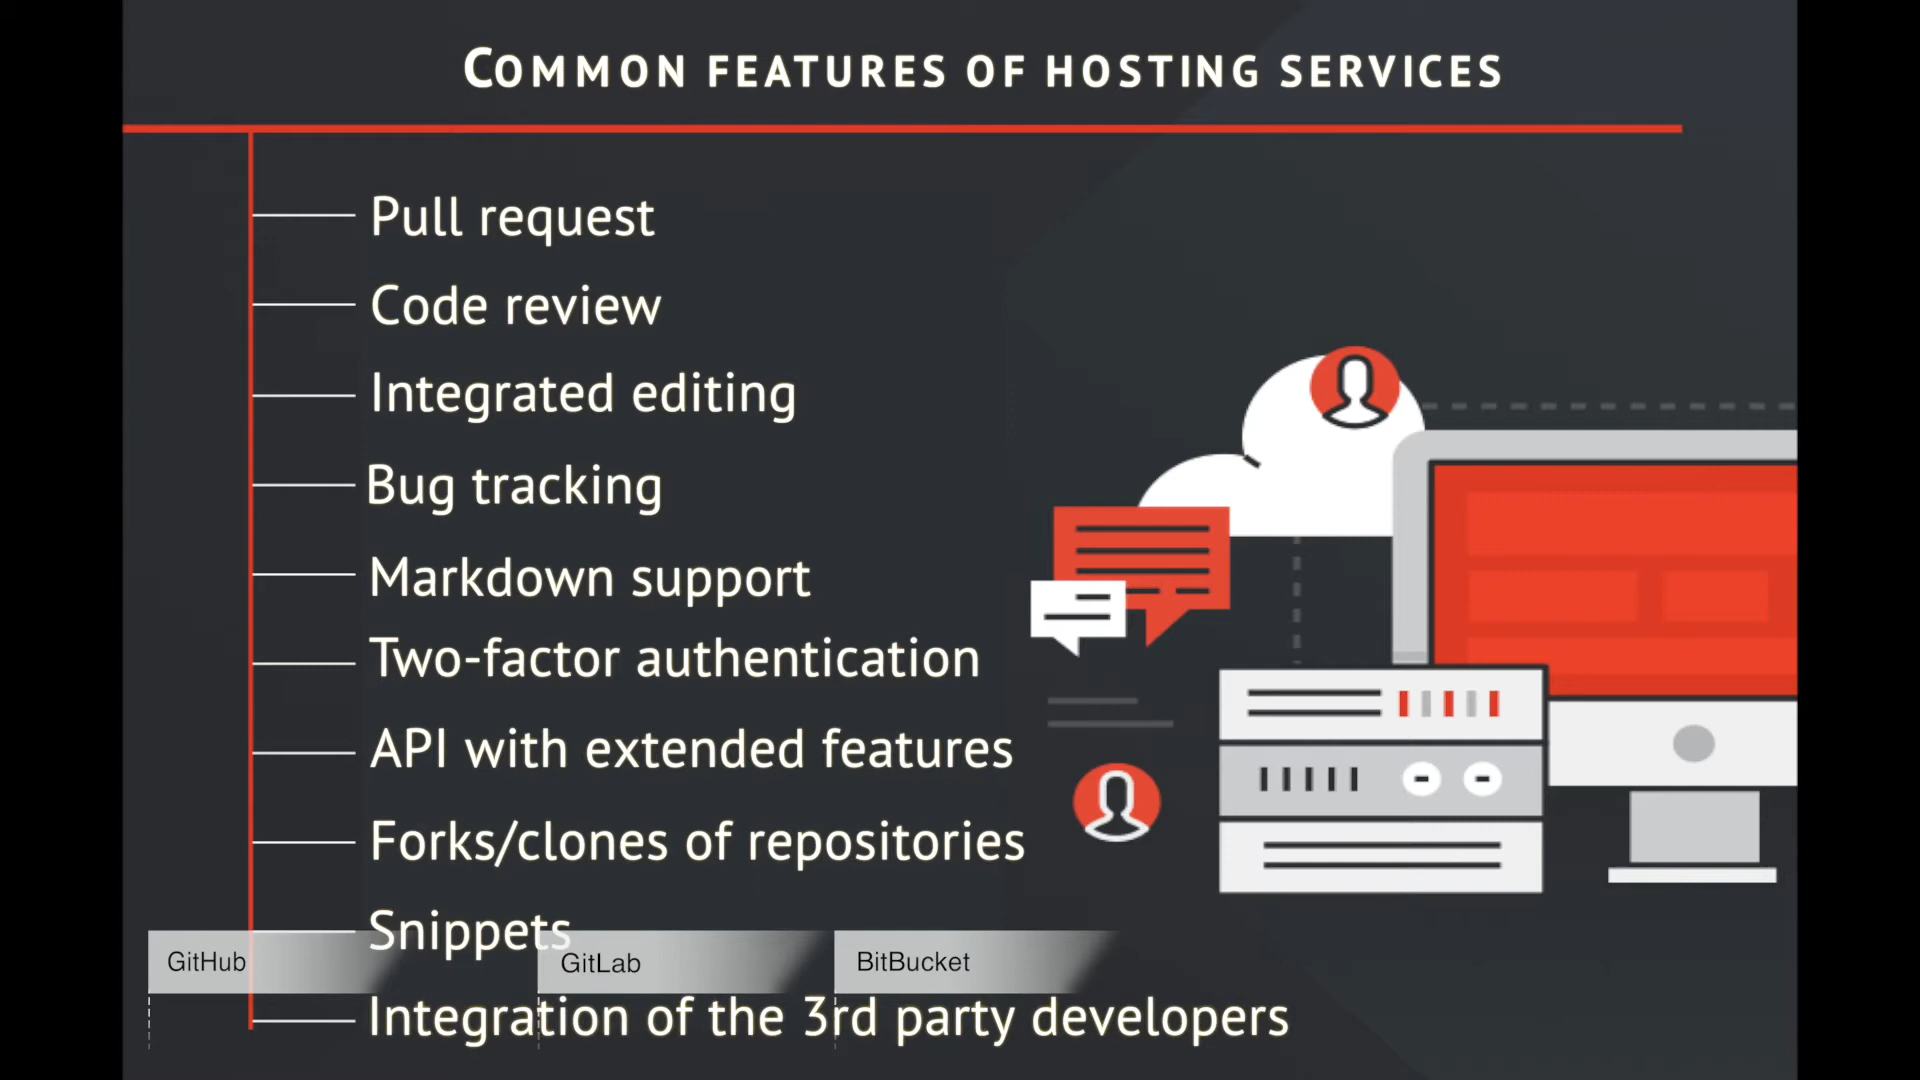 COMMON FEATURES OF HOSTING SERVICES
Pull request
Code review
Integrated editing
Bug tracking
Markdown support
Two-factor authentication
API with extended features
Forks/clones of repositories
Snippets
GitHub
GitLab
BitBucket
Integration of the 3rd party developers